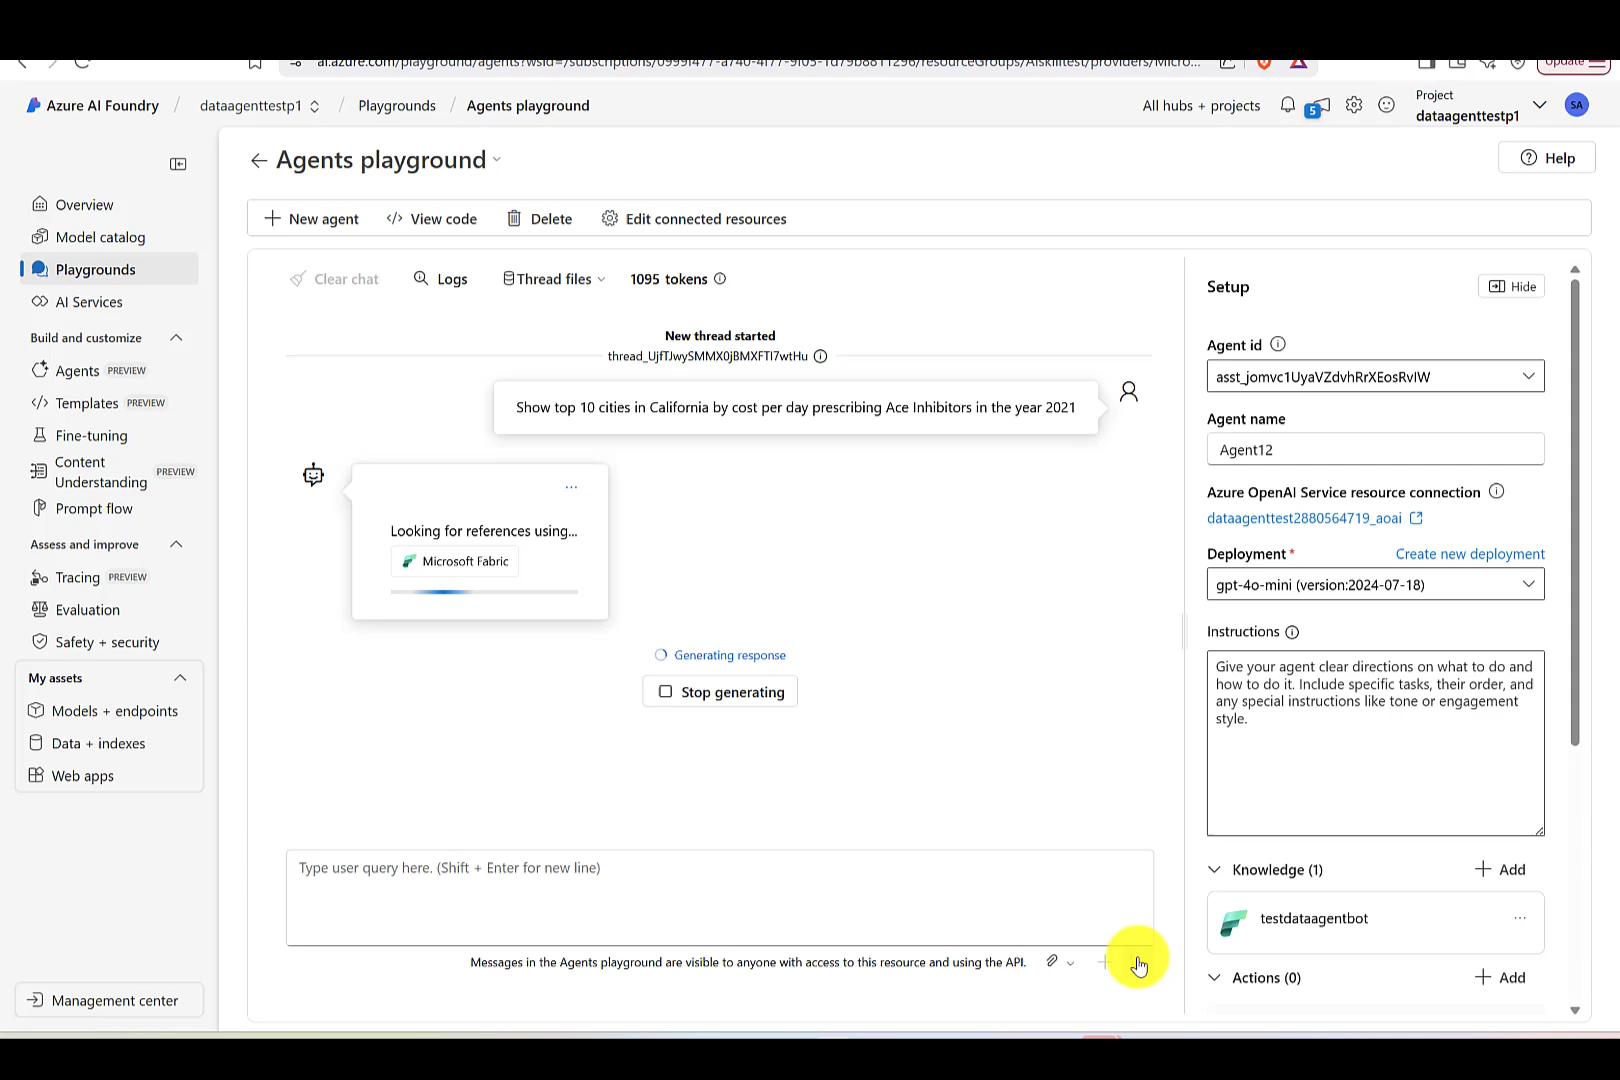 Update
Azure AI Foundry / dataagenttestp1 / Playgrounds / Agents playground
All hubs + projects
5
Project
dataagenttestp1
SA
Agents playground
Help
Overview
Model catalog
Playgrounds
AI Services
Build and customize
Agents PREVIEW
Templates PREVIEW
Fine-tuning
Content
Understanding PREVIEW
Prompt flow
Assess and improve
Tracing PREVIEW
Evaluation
Safety + security
My assets
Models + endpoints
Data + indexes
Web apps
Management center
New agent
View code
Delete
Edit connected resources
Clear chat
Logs
Thread files
1095 tokens
New thread started
Show top 10 cities in California by cost per day prescribing Ace Inhibitors in the year 2021
...
Looking for references using...
Microsoft Fabric
Generating response
Stop generating
Type user query here. (Shift + Enter for new line)
Messages in the Agents playground are visible to anyone with access to this resource and using the API.
Setup
Hide
Agent id
asst_jomvc1UyaVZdvhRrXEosRvIW
Agent name
Agent12
Azure OpenAI Service resource connection
dataagenttest2880564719_aoai
Deployment *
Create new deployment
gpt-4o-mini (version:2024-07-18)
Instructions
Give your agent clear directions on what to do and
how to do it. Include specific tasks, their order, and
any special instructions like tone or engagement
style.
Knowledge (1)
+ Add
testdataagentbot
...
Actions (0)
+ Add